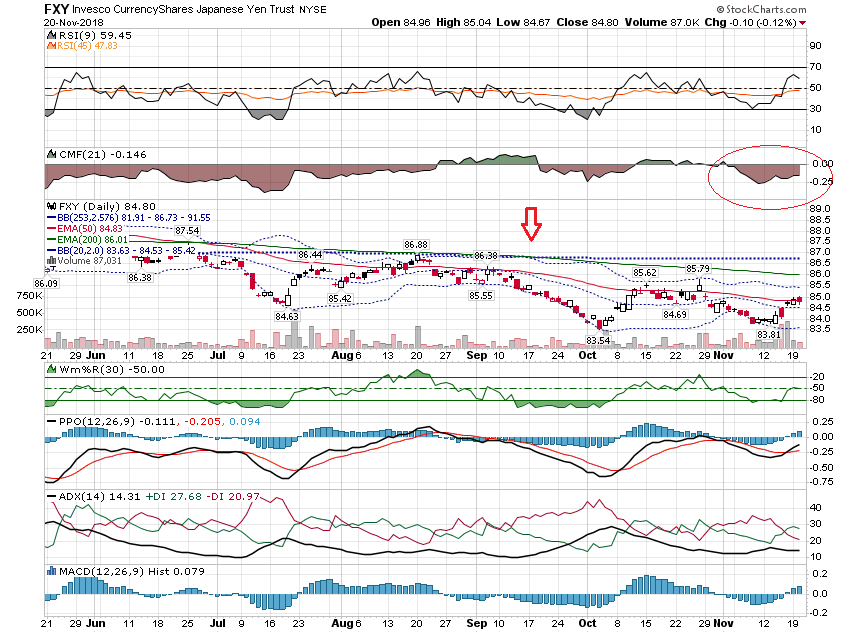 FXY Invesco CurrencyShares Japanese Yen Trust NYSE
© StockCharts.com
20-Nov-2018
Open 84.96 High 85.04 Low 84.67 Close 84.80 Volume 87.0K Chg -0.10 (-0.12%)
RSI(9) 59.45
RSI(45) 47.83
90
70
50
30
10
CMF(21) -0.146
0.00
-0.25
FXY (Daily) 84.80
BB(253,2.576) 81.91 - 86.73 - 91.55
EMA(50) 84.83
EMA(200) 86.01
BB(20,2.0) 83.63 - 84.53 - 85.42
Volume 87,031
89.0
88.5
88.0
87.5
87.0
86.5
86.0
85.5
85.0
84.5
84.0
83.5
750K
500K
250K
86.09
86.38
87.54
84.63
86.44
85.42
86.88
86.38
85.55
83.54
85.62
84.69
85.79
83.81
21 29 Jun 11 18 25 Jul 9 16 23 Aug 6 13 20 27 Sep 10 17 24 Oct 8 15 22 29 Nov 12 19
Wm%R(30) -50.00
-20
-50
-80
PPO(12,26,9) -0.111, -0.205, 0.094
0.25
0.00
-0.25
-0.50
-0.75
ADX(14) 14.31 +DI 27.68 -DI 20.97
40
30
20
10
MACD(12,26,9) Hist 0.079
0.2
0.0
-0.2
21 29 Jun 11 18 25 Jul 9 16 23 Aug 6 13 20 27 Sep 10 17 24 Oct 8 15 22 29 Nov 12 19